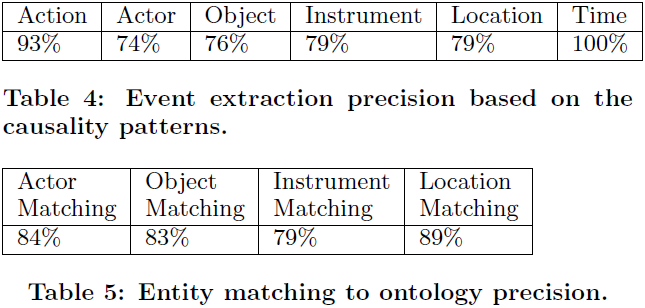 Action Actor Object Instrument Location Time
93% 74% 76% 79% 79% 100%
Table 4: Event extraction precision based on the
causality patterns.
Actor Object Instrument Location
Matching Matching Matching Matching
84% 83% 79% 89%
Table 5: Entity matching to ontology precision.